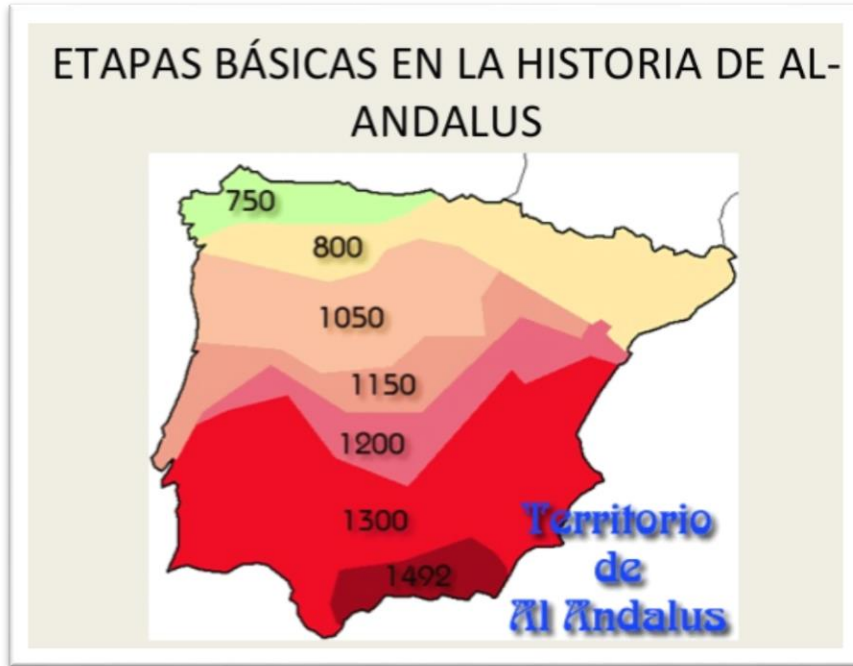 ETAPAS BÁSICAS EN LA HISTORIA DE AL-
ANDALUS
750
800
1050
1150
1200
1300
1492
Territorio
de
Al Andalus